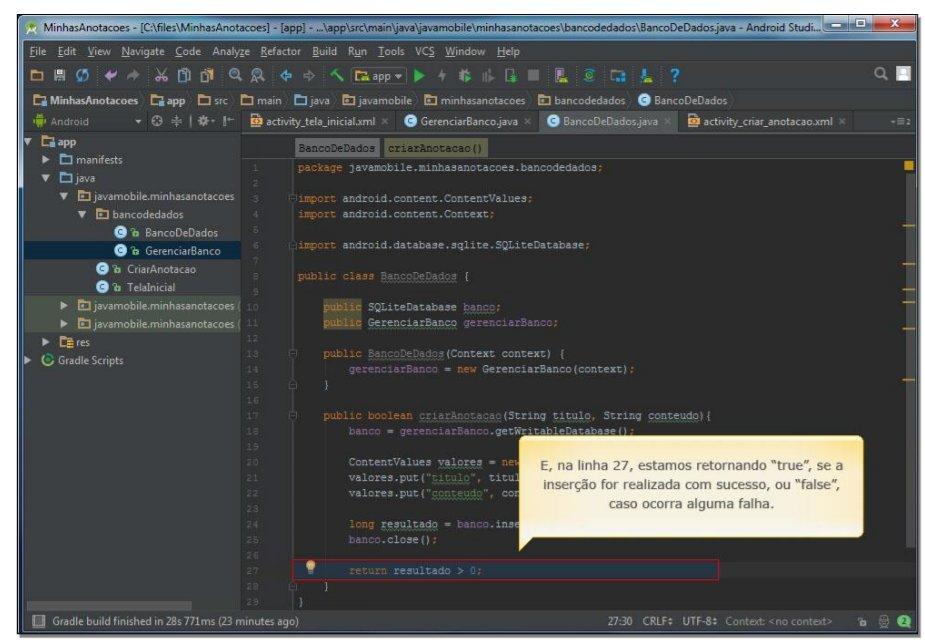 MinhasAnotacoes - [C:\files\MinhasAnotacoes] - [app] - ...\app\src\main\java\javamobile\minhasanotacoes\bancodedados\BancoDeDados.java - Android Studi...
File Edit View Navigate Code Analyze Refactor Build Run Tools VCS Window Help
app
MinhasAnotacoes app src main java javamobile minhasanotacoes bancodedados BancoDeDados
Android activity_tela_inicial.xml GerenciarBanco.java BancoDeDados.java activity_criar_anotacao.xml
app
manifests
java
javamobile.minhasanotacoes
bancodedados
BancoDeDados
GerenciarBanco
CriarAnotacao
TelaInicial
javamobile.minhasanotacoes (
javamobile.minhasanotacoes (
res
Gradle Scripts
BancoDeDados criarAnotacao()
1 package javamobile.minhasanotacoes.bancodedados;
2
3 import android.content.ContentValues;
4 import android.content.Context;
5
6 import android.database.sqlite.SQLiteDatabase;
7
8 public class BancoDeDados {
9
10 public SQLiteDatabase banco;
11 public GerenciarBanco gerenciarBanco;
12
13 public BancoDeDados(Context context) {
14 gerenciarBanco = new GerenciarBanco(context);
15 }
16
17 public boolean criarAnotacao(String titulo, String conteudo){
18 banco = gerenciarBanco.getWritableDatabase();
19
20 ContentValues valores = new
21 valores.put("titulo", titul
22 valores.put("conteudo", con
23
24 long resultado = banco.inse
25 banco.close();
26
27 return resultado > 0;
28 }
29 }
E, na linha 27, estamos retornando “true”, se a
inserção for realizada com sucesso, ou “false”,
caso ocorra alguma falha.
Gradle build finished in 28s 771ms (23 minutes ago) 27:30 CRLF÷ UTF-8÷ Context: <no context> 2